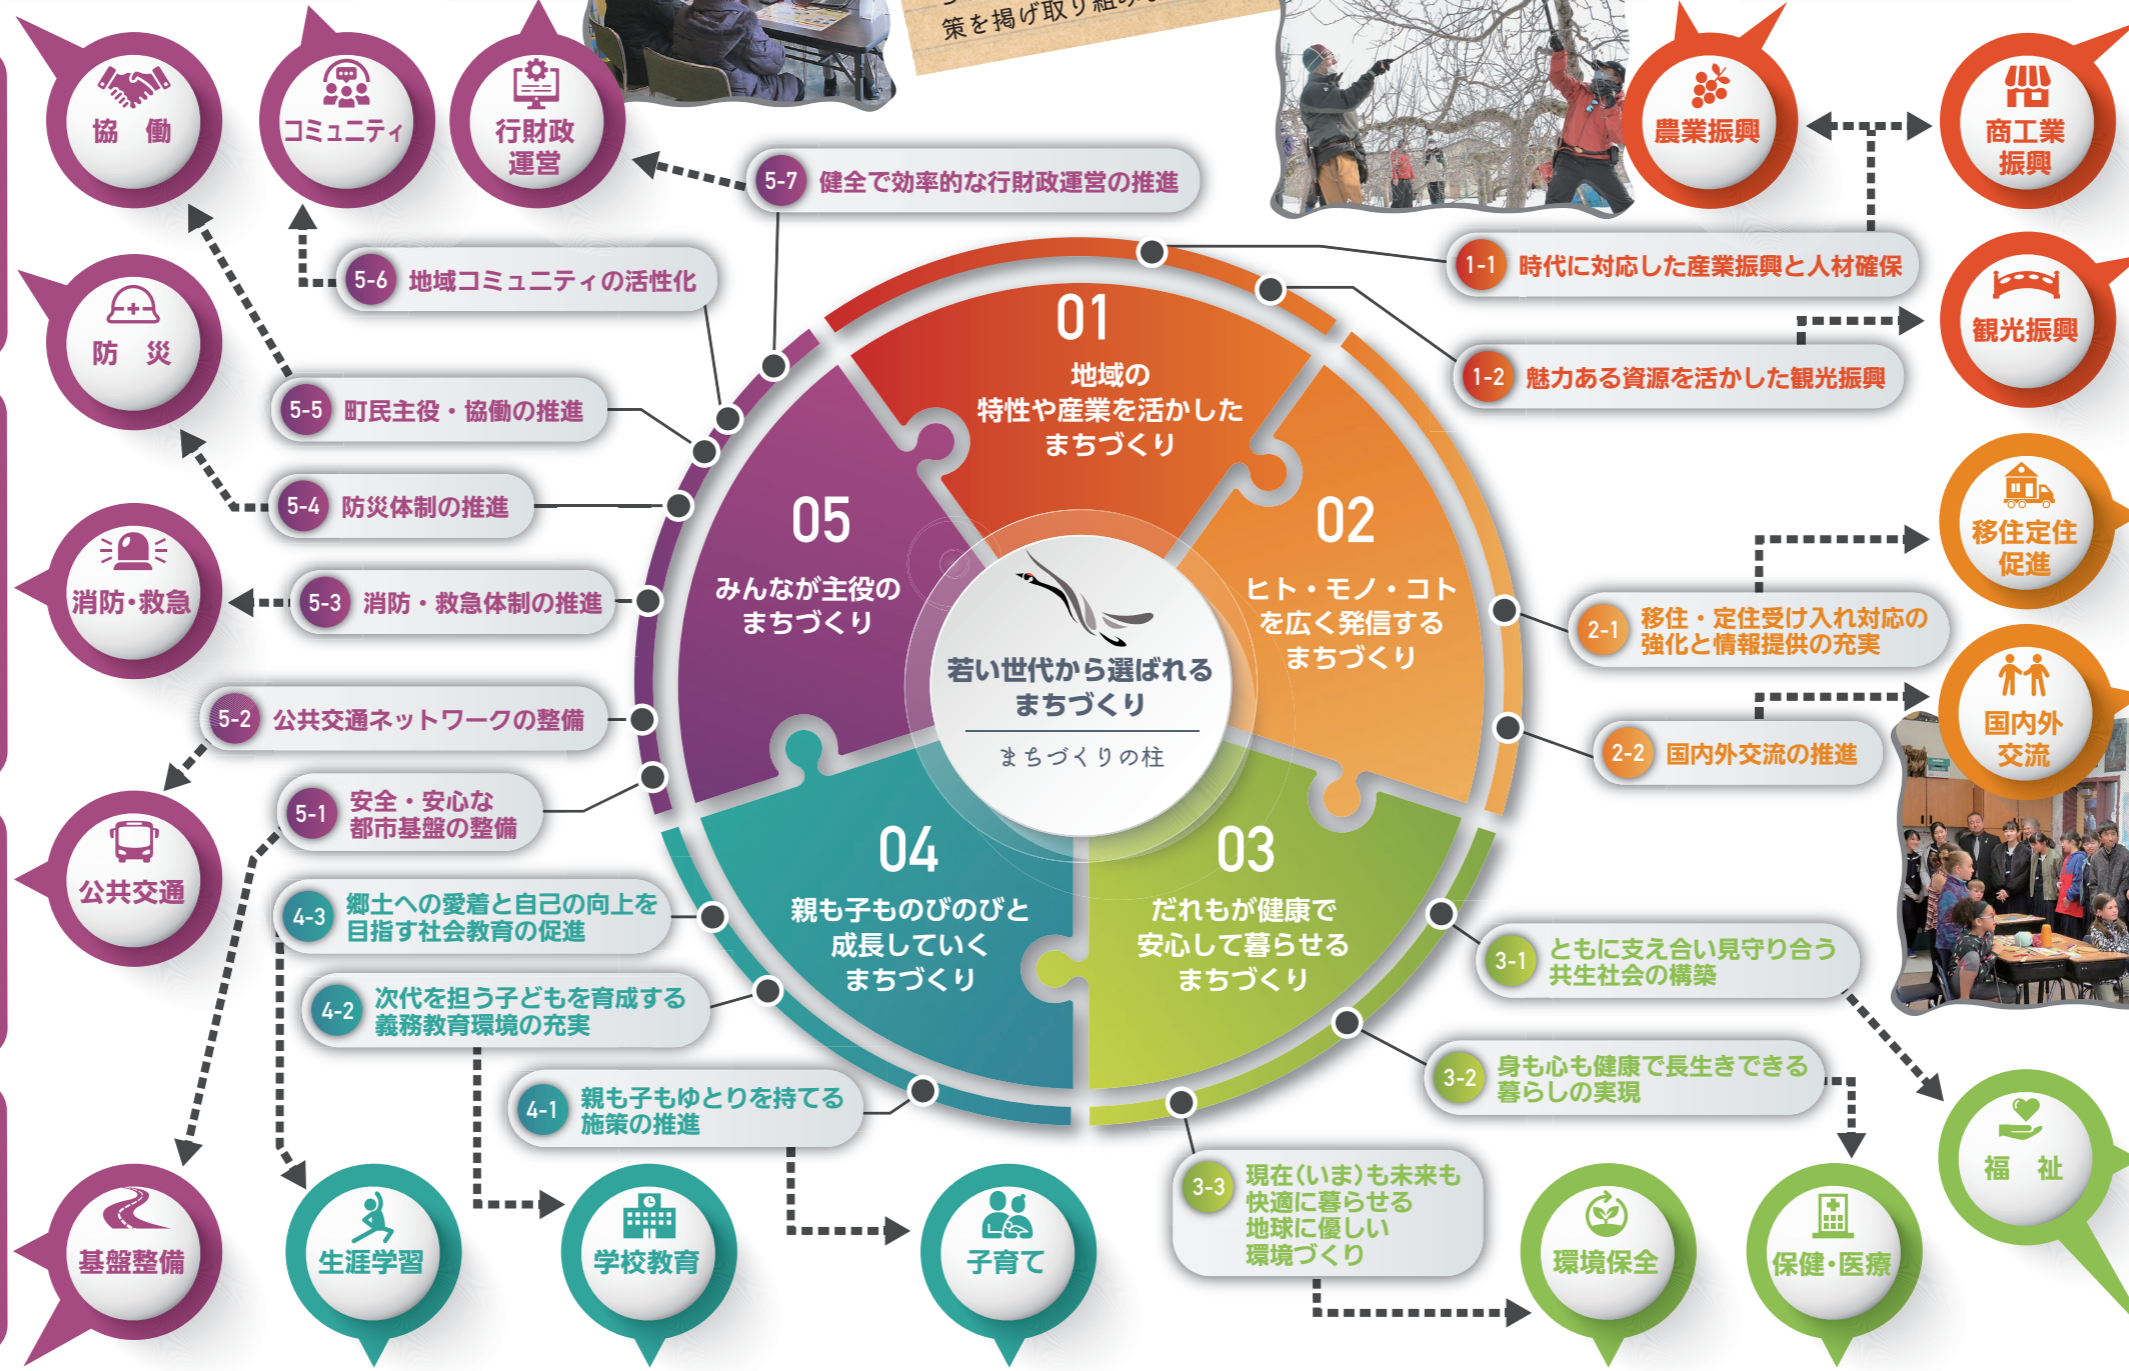 策を掲げ取り組み
協 働
コミュニティ
行財政
運営
5-7 健全で効率的な行財政運営の推進
5-6 地域コミュニティの活性化
防 災
5-5 町民主役・協働の推進
5-4 防災体制の推進
消防・救急
5-3 消防・救急体制の推進
5-2 公共交通ネットワークの整備
5-1 安全・安心な
都市基盤の整備
公共交通
基盤整備
農業振興
商工業
振興
1-1 時代に対応した産業振興と人材確保
観光振興
1-2 魅力ある資源を活かした観光振興
移住定住
促進
2-1 移住・定住受け入れ対応の
強化と情報提供の充実
国内外
交流
2-2 国内外交流の推進
01
地域の
特性や産業を活かした
まちづくり
02
ヒト・モノ・コト
を広く発信する
まちづくり
03
だれもが健康で
安心して暮らせる
まちづくり
04
親も子ものびのびと
成長していく
まちづくり
05
みんなが主役の
まちづくり
若い世代から選ばれる
まちづくり
まちづくりの柱
3-1 ともに支え合い見守り合う
共生社会の構築
3-2 身も心も健康で長生きできる
暮らしの実現
3-3 現在(いま)も未来も
快適に暮らせる
地球に優しい
環境づくり
福 祉
保健・医療
環境保全
4-3 郷土への愛着と自己の向上を
目指す社会教育の促進
4-2 次代を担う子どもを育成する
義務教育環境の充実
4-1 親も子もゆとりを持てる
施策の推進
生涯学習
学校教育
子育て